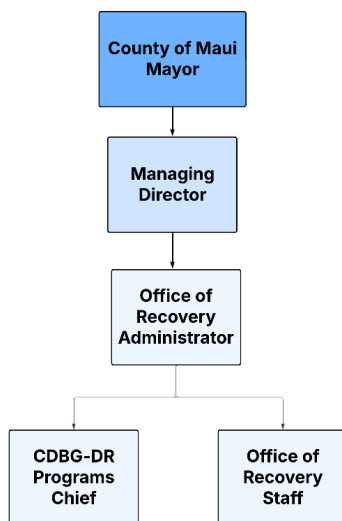 County of Maui
Mayor
Managing
Director
Office of
Recovery
Administrator
CDBG-DR
Programs
Chief
Office of
Recovery
Staff